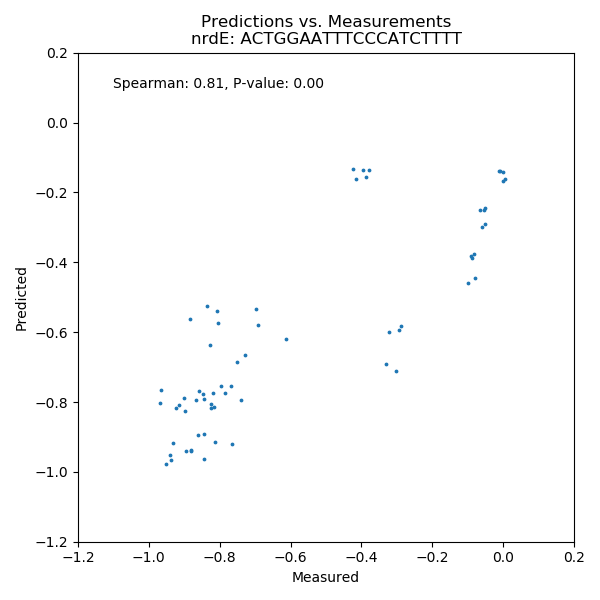 Predictions vs. Measurements
nrdE: ACTGGAATTTCCCATCTTTT
Spearman: 0.81, P-value: 0.00
0.2
0.0
−0.2
−0.4
−0.6
−0.8
−1.0
−1.2
Predicted
−1.2 −1.0 −0.8 −0.6 −0.4 −0.2 0.0 0.2
Measured